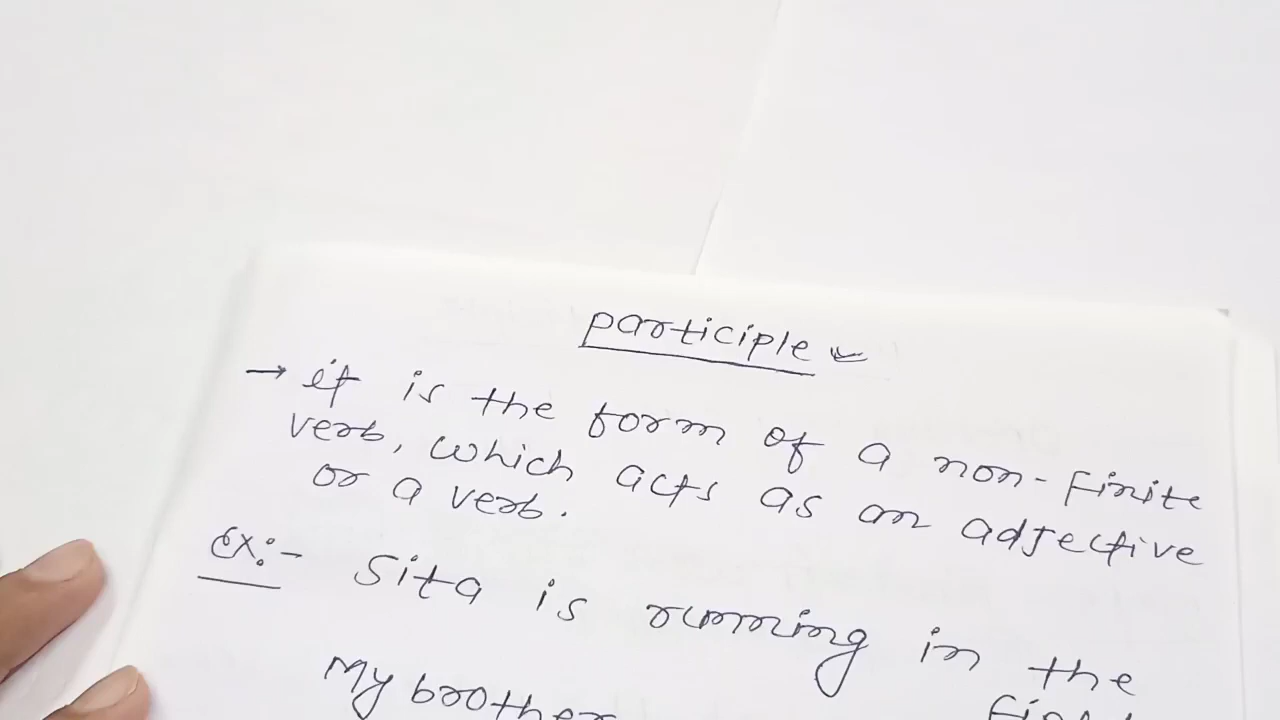 participle
→ it is the form of a non-finite
verb, which acts as an adjective
or a verb.
Ex:- Sita is running in the
My brother